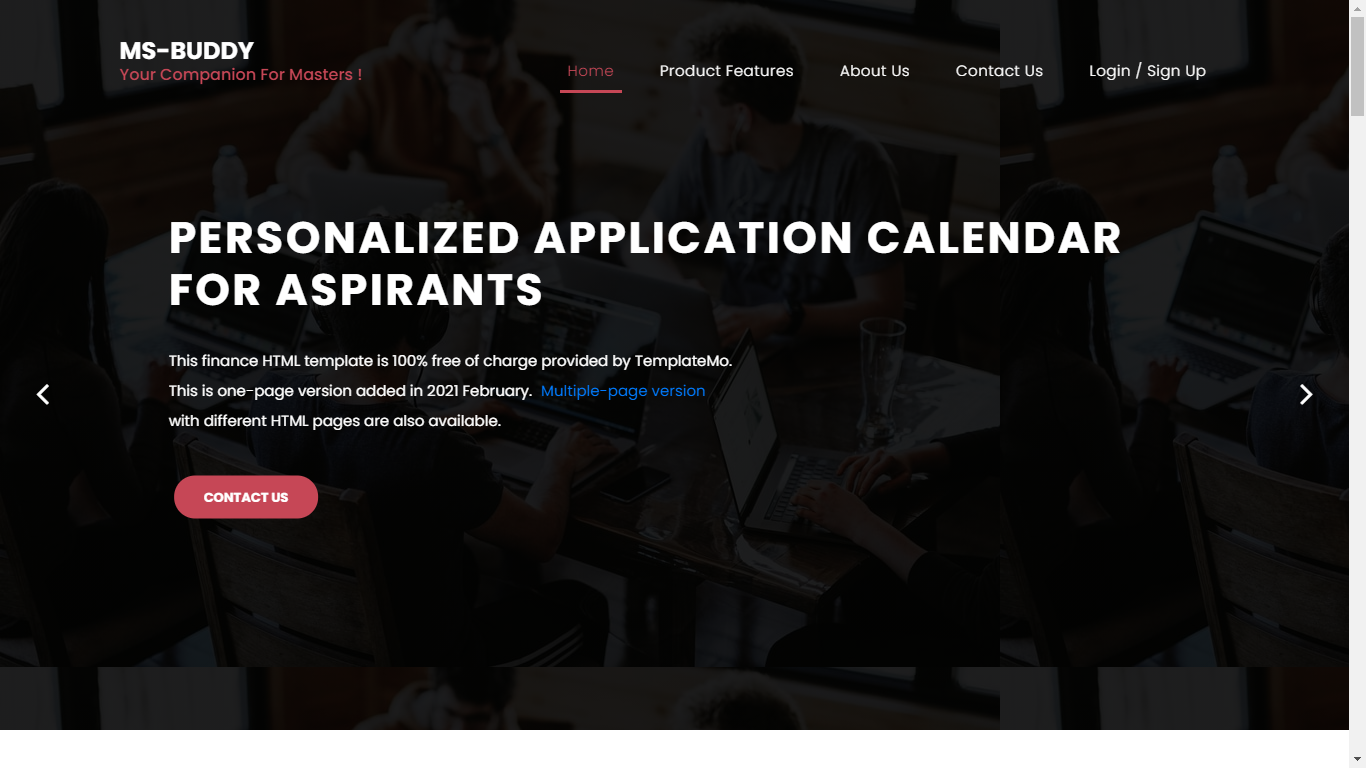 MS-BUDDY
Your Companion For Masters !
Home Product Features About Us Contact Us Login / Sign Up
PERSONALIZED APPLICATION CALENDAR
FOR ASPIRANTS
This finance HTML template is 100% free of charge provided by TemplateMo.
This is one-page version added in 2021 February. Multiple-page version
with different HTML pages are also available.
CONTACT US